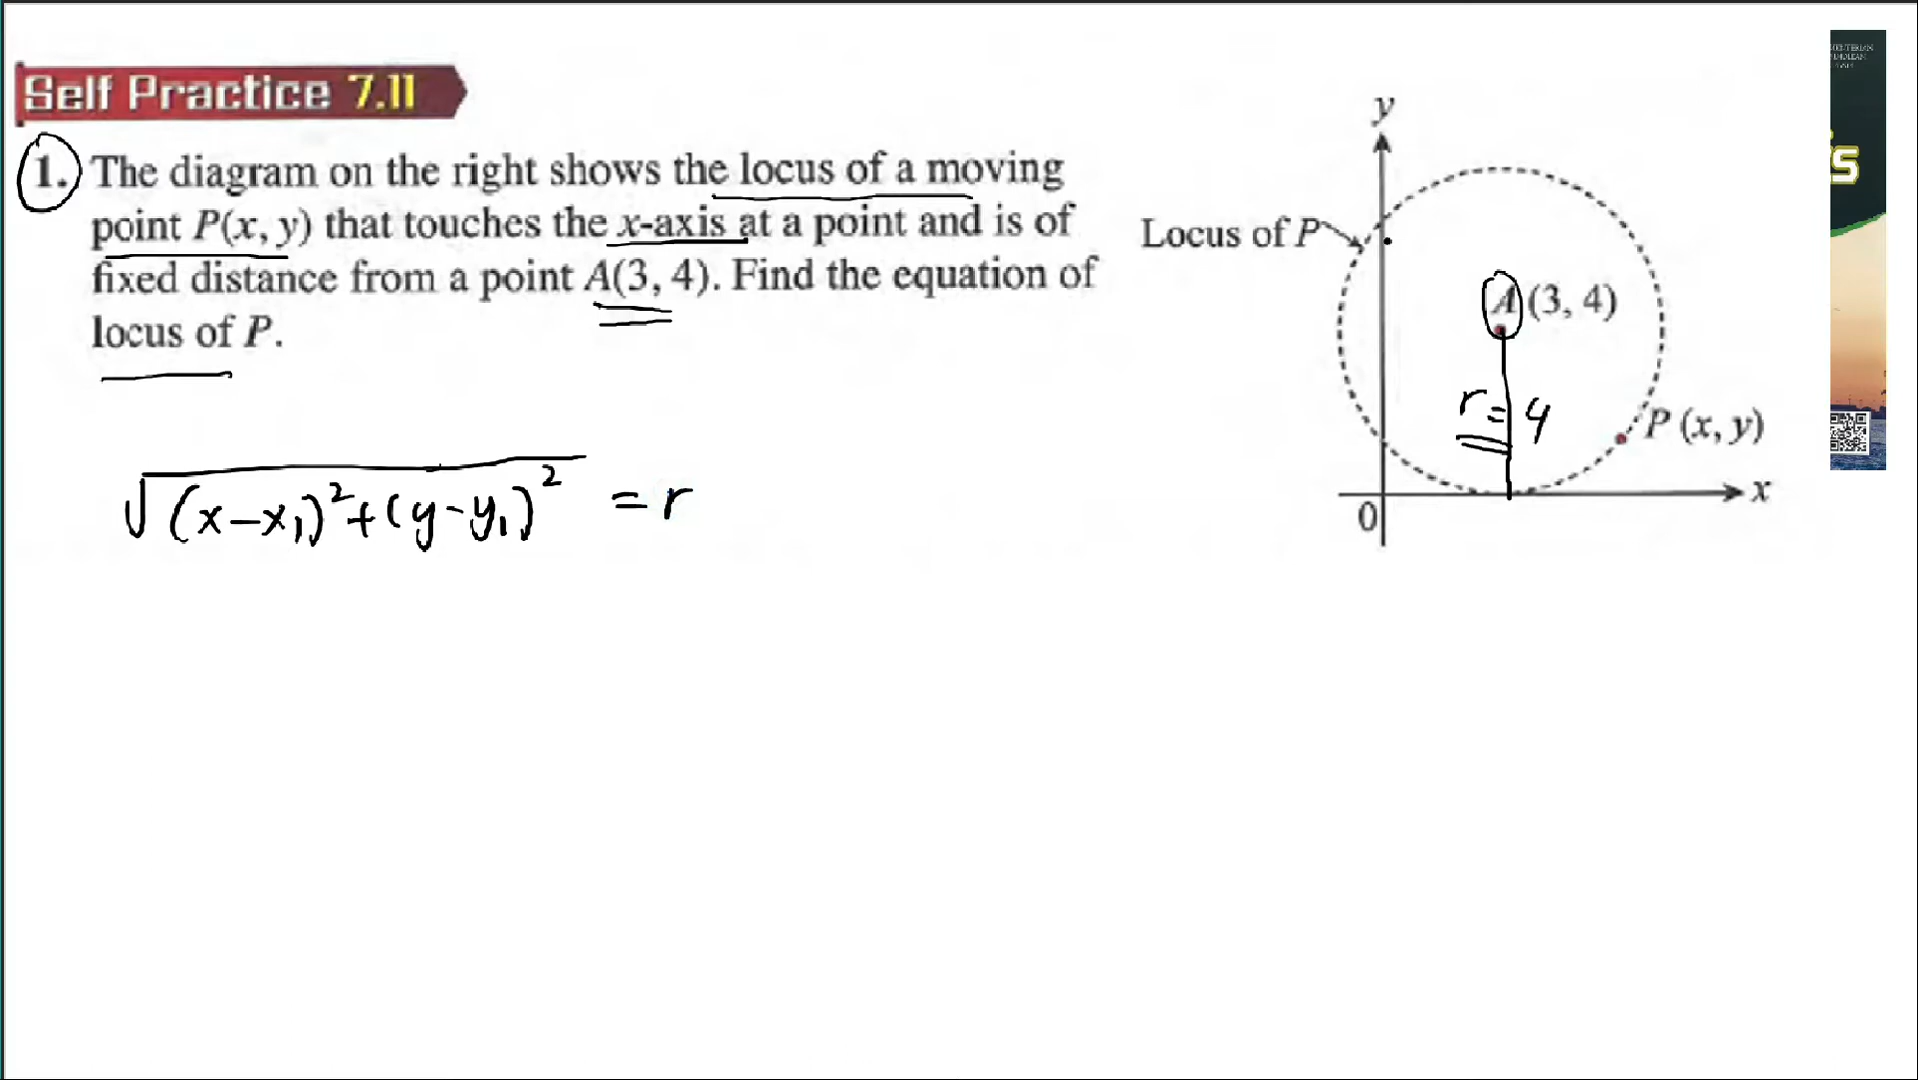 Self Practice 7.11
1. The diagram on the right shows the locus of a moving
point P(x, y) that touches the x-axis at a point and is of
fixed distance from a point A(3, 4). Find the equation of
locus of P.
√(x-x₁)²+(y-y₁)² = r
y
Locus of P
A (3, 4)
r = 4
P (x, y)
x
0